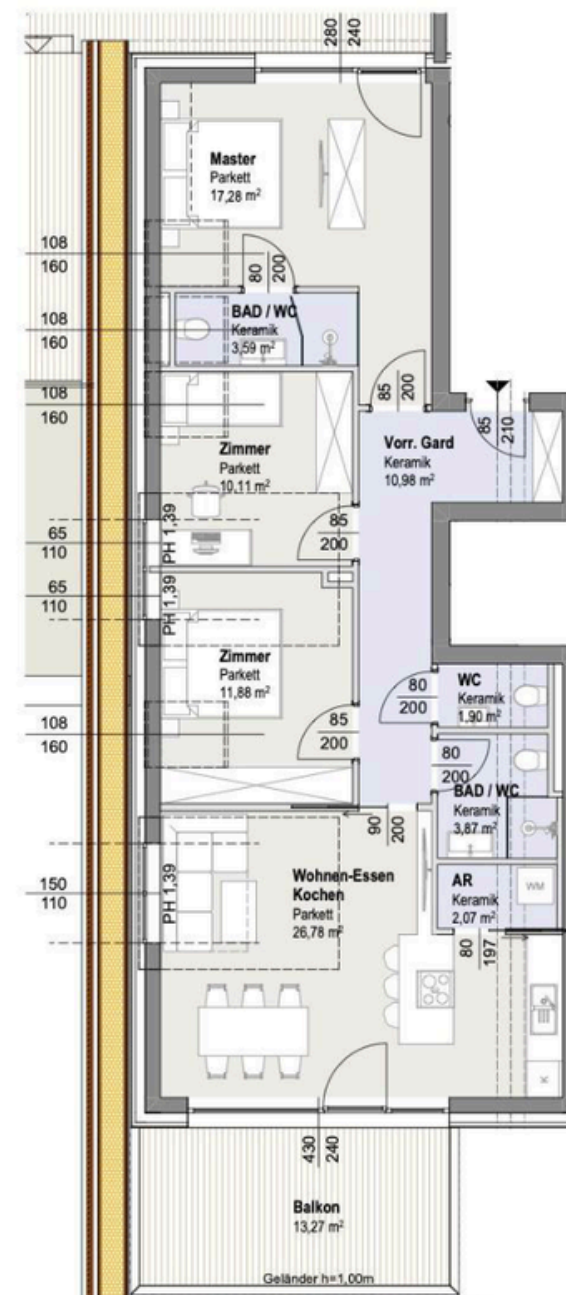 280
240
Master
Parkett
17,28 m²
108
160
80
200
108
160
BAD / WC
Keramik
3,59 m²
108
160
85
200
85
210
Zimmer
Parkett
10,11 m²
Vorr. Gard
Keramik
10,98 m²
65
110
PH 1,39
85
200
65
110
PH 1,39
Zimmer
Parkett
11,88 m²
80
200
WC
Keramik
1,90 m²
108
160
85
200
80
200
BAD / WC
Keramik
3,87 m²
90
200
150
110
PH 1,39
Wohnen-Essen
Kochen
Parkett
26,78 m²
AR
Keramik
2,07 m²
WM
80
197
K
430
240
Balkon
13,27 m²
Geländer h=1,00m